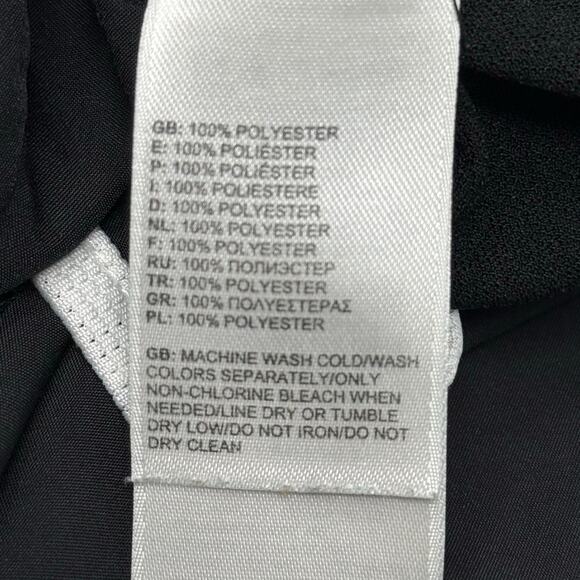 GB: 100% POLYESTER
E: 100% POLIÉSTER
P: 100% POLIÉSTER
I: 100% POLIESTERE
D: 100% POLYESTER
NL: 100% POLYESTER
F: 100% POLYESTER
RU: 100% ПОЛИЭСТЕР
TR: 100% POLYESTER
GR: 100% ΠΟΛΥΕΣΤΕΡΑΣ
PL: 100% POLYESTER
GB: MACHINE WASH COLD/WASH
COLORS SEPARATELY/ONLY
NON-CHLORINE BLEACH WHEN
NEEDED/LINE DRY OR TUMBLE
DRY LOW/DO NOT IRON/DO NOT
DRY CLEAN